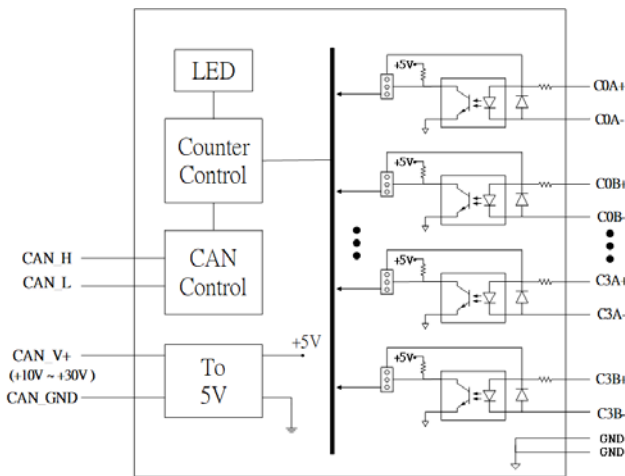 LED
Counter
Control
CAN
Control
To
5V
+5V
CAN_H
CAN_L
CAN_V+
(+10V ~ +30V)
CAN_GND
+5V
C0A+
C0A-
+5V
C0B+
C0B-
+5V
C3A+
C3A-
+5V
C3B+
C3B-
GND
GND